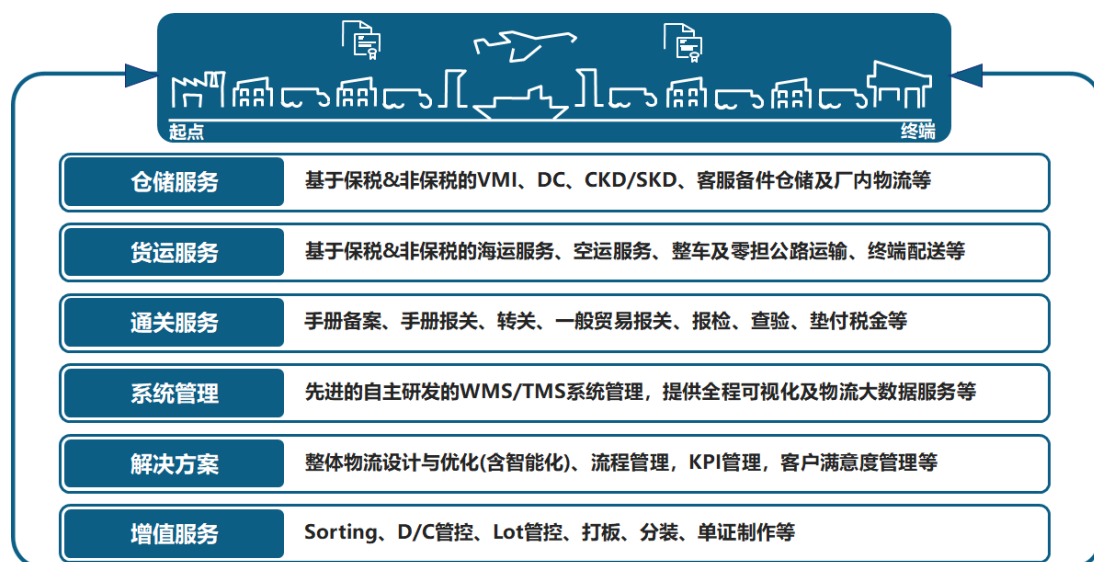 起点
终端
仓储服务
基于保税&非保税的VMI、DC、CKD/SKD、客服备件仓储及厂内物流等
货运服务
基于保税&非保税的海运服务、空运服务、整车及零担公路运输、终端配送等
通关服务
手册备案、手册报关、转关、一般贸易报关、报检、查验、垫付税金等
系统管理
先进的自主研发的WMS/TMS系统管理，提供全程可视化及物流大数据服务等
解决方案
整体物流设计与优化(含智能化)、流程管理，KPI管理，客户满意度管理等
增值服务
Sorting、D/C管控、Lot管控、打板、分装、单证制作等